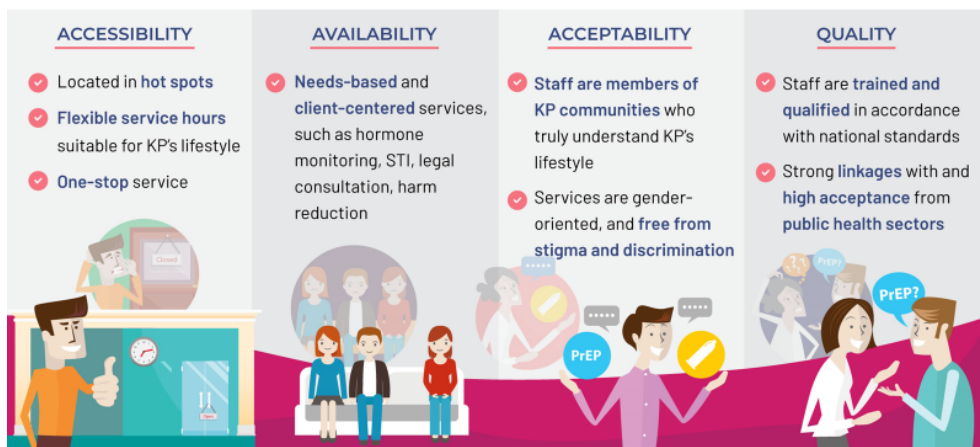 ACCESSIBILITY
Located in hot spots
Flexible service hours
suitable for KP's lifestyle
One-stop service
Closed
Open
AVAILABILITY
Needs-based and
client-centered services,
such as hormone
monitoring, STI, legal
consultation, harm
reduction
ACCEPTABILITY
Staff are members of
KP communities who
truly understand KP's
lifestyle
Services are gender-
oriented, and free from
stigma and discrimination
PrEP
QUALITY
Staff are trained and
qualified in accordance
with national standards
Strong linkages with and
high acceptance from
public health sectors
? ?
PrEP?
PrEP?